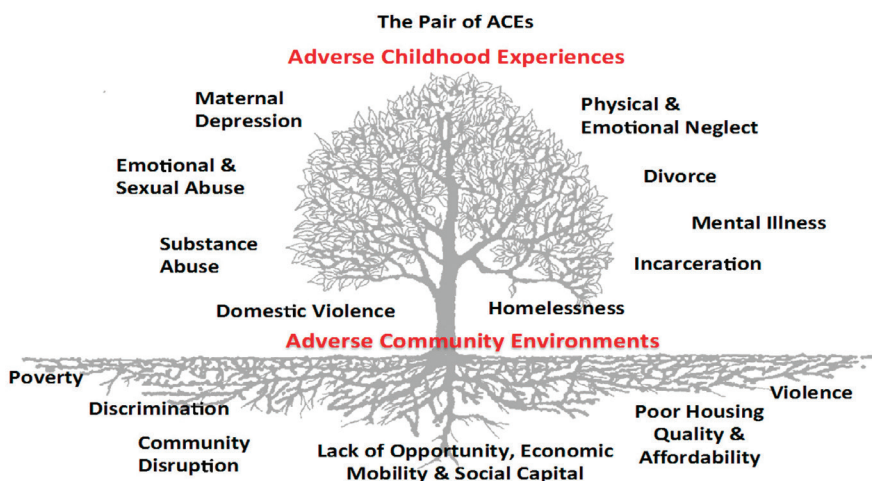 The Pair of ACEs
Adverse Childhood Experiences
Maternal
Depression
Physical &
Emotional Neglect
Emotional &
Sexual Abuse
Divorce
Mental Illness
Substance
Abuse
Incarceration
Domestic Violence
Homelessness
Adverse Community Environments
Poverty
Violence
Discrimination
Poor Housing
Quality &
Affordability
Community
Disruption
Lack of Opportunity, Economic
Mobility & Social Capital